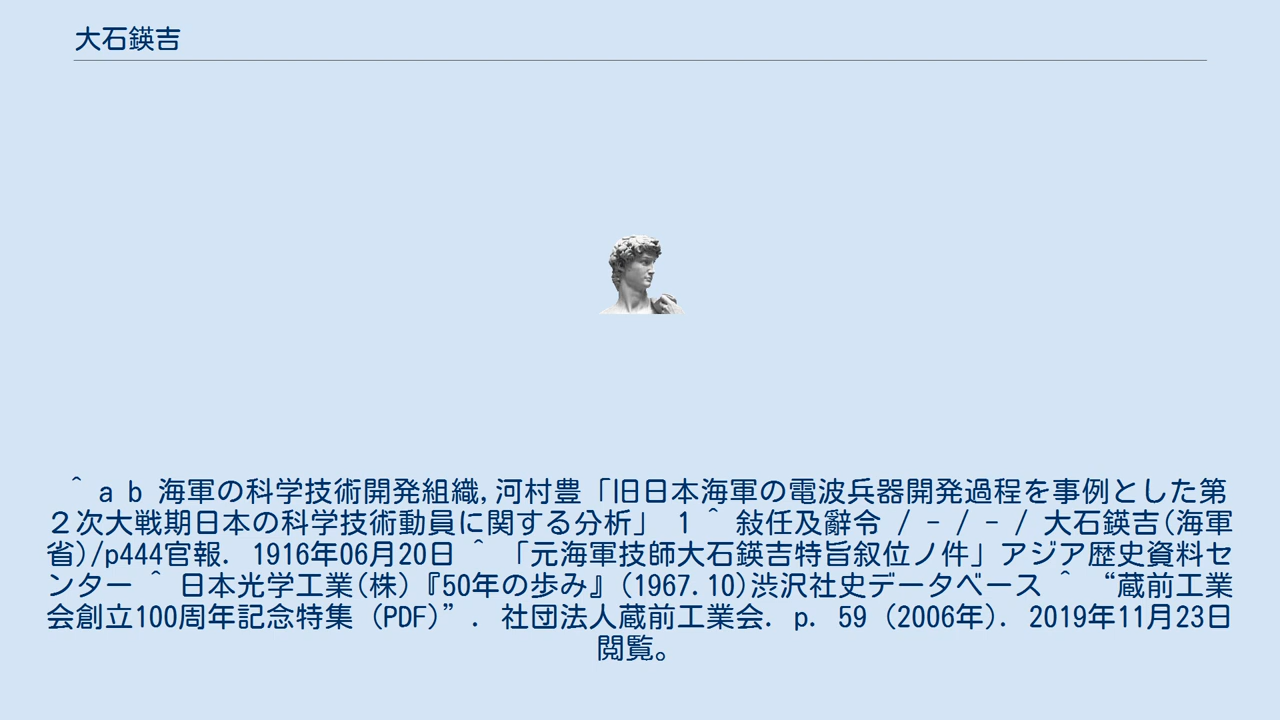 大石鍈吉
^ a b 海軍の科学技術開発組織,河村豊「旧日本海軍の電波兵器開発過程を事例とした第
２次大戦期日本の科学技術動員に関する分析」 1 ^ 敍任及辭令 / - / - / 大石鍈吉(海軍
省)/p444官報. 1916年06月20日 ^ 「元海軍技師大石鍈吉特旨叙位ノ件」アジア歴史資料セ
ンター ^ 日本光学工業(株)『50年の歩み』(1967.10)渋沢社史データベース ^ “蔵前工業
会創立100周年記念特集 (PDF)”. 社団法人蔵前工業会. p. 59 (2006年). 2019年11月23日
閲覧。